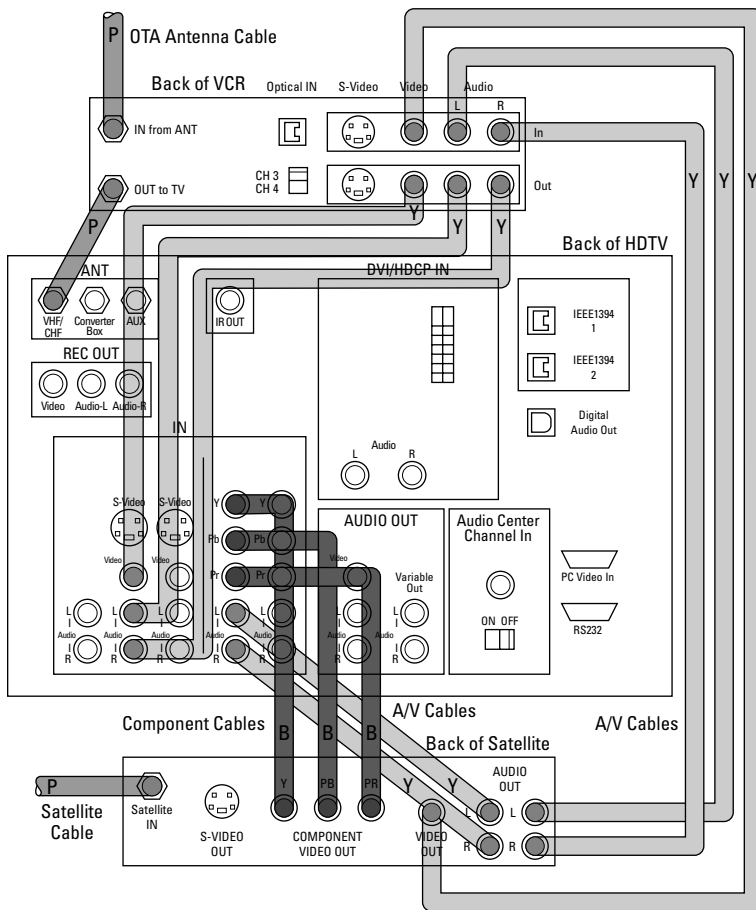 P
OTA Antenna Cable
Back of VCR
Optical IN
S-Video
Video
Audio
L
R
IN from ANT
In
CH 3
CH 4
OUT to TV
Out
P
Y
Y
Y
Y
Y
Y
Back of HDTV
ANT
VHF/
CHF
Converter
Box
AUX
IR OUT
DVI/HDCP IN
IEEE1394
1
IEEE1394
2
Digital
Audio Out
REC OUT
Video
Audio-L
Audio-R
IN
Audio
L
R
S-Video
S-Video
Y
Y
Pb
Pb
Pr
Pr
Video
Video
L
L
L
L
L
Audio
Audio
Audio
Audio
R
R
R
R
AUDIO OUT
Video
Variable
Out
L
L
Audio
Audio
R
R
Audio Center
Channel In
ON OFF
PC Video In
RS232
Component Cables
A/V Cables
A/V Cables
B
B
B
Back of Satellite
P
Satellite
Cable
Satellite
IN
S-VIDEO
OUT
Y
PB
PR
COMPONENT
VIDEO OUT
Y
Y
VIDEO
OUT
AUDIO
OUT
L
L
R
R